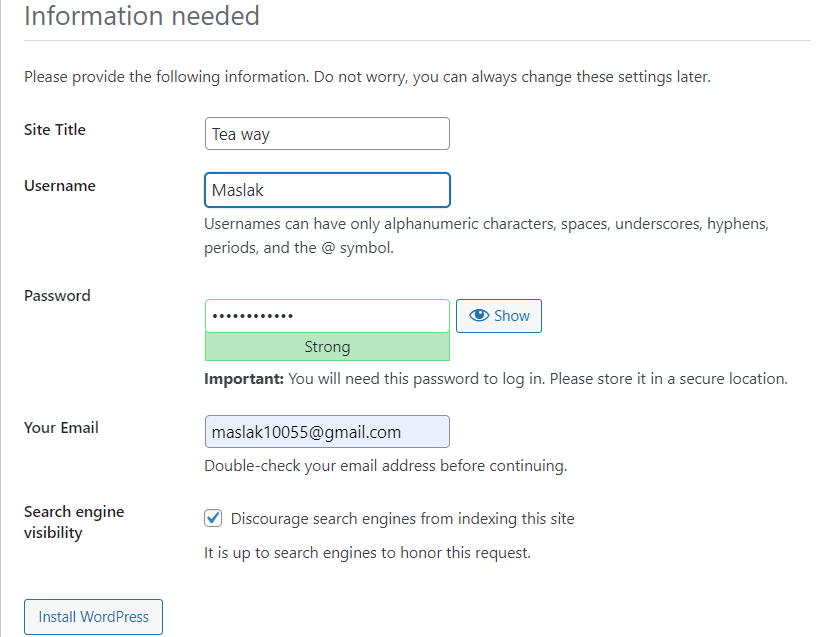 Information needed
Please provide the following information. Do not worry, you can always change these settings later.
Site Title
Tea way
Username
Maslak
Usernames can have only alphanumeric characters, spaces, underscores, hyphens,
periods, and the @ symbol.
Password
••••••••••••
Show
Strong
Important: You will need this password to log in. Please store it in a secure location.
Your Email
maslak10055@gmail.com
Double-check your email address before continuing.
Search engine
visibility
Discourage search engines from indexing this site
It is up to search engines to honor this request.
Install WordPress